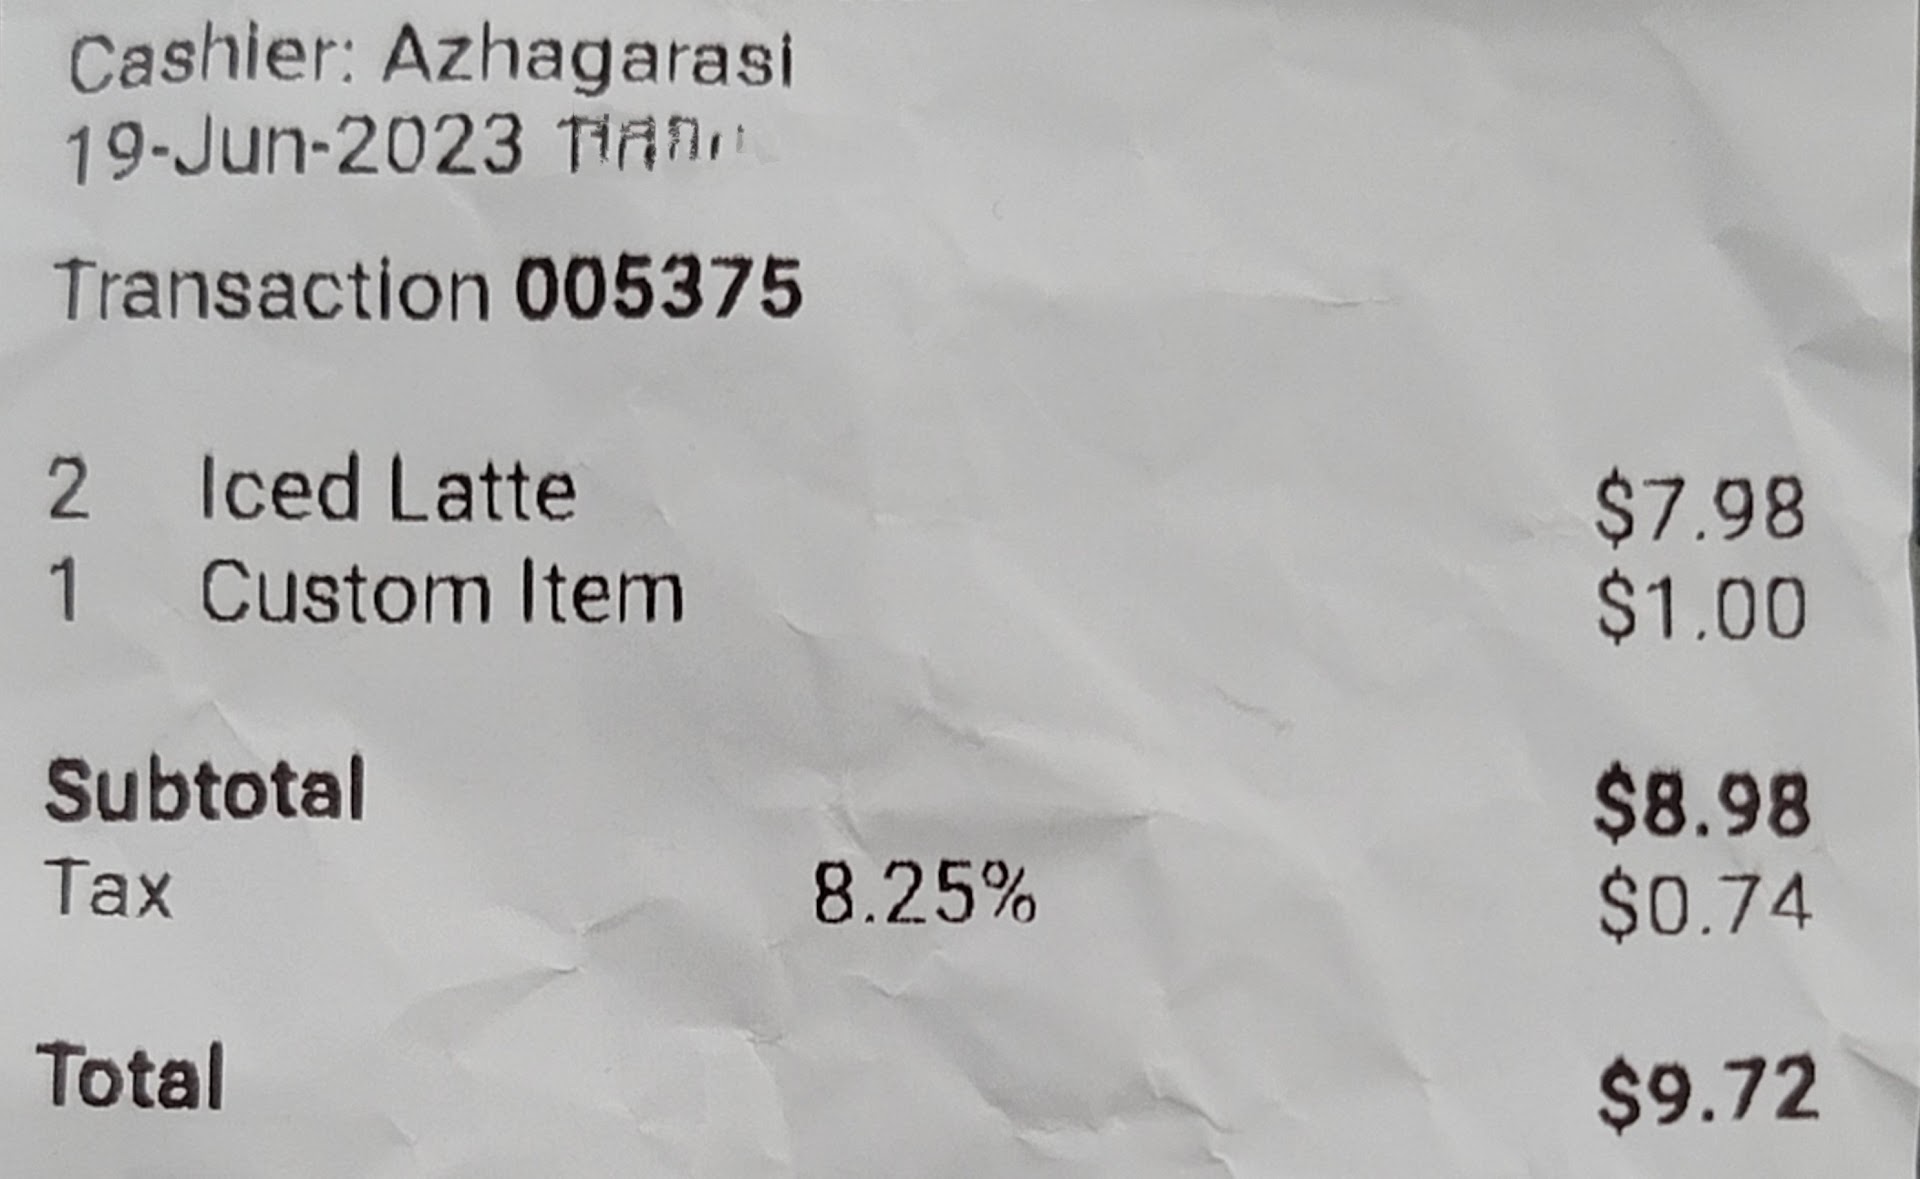 Cashier: Azhagarasi
19-Jun-2023
Transaction 005375
2 Iced Latte $7.98
1 Custom Item $1.00
Subtotal $8.98
Tax 8.25% $0.74
Total $9.72